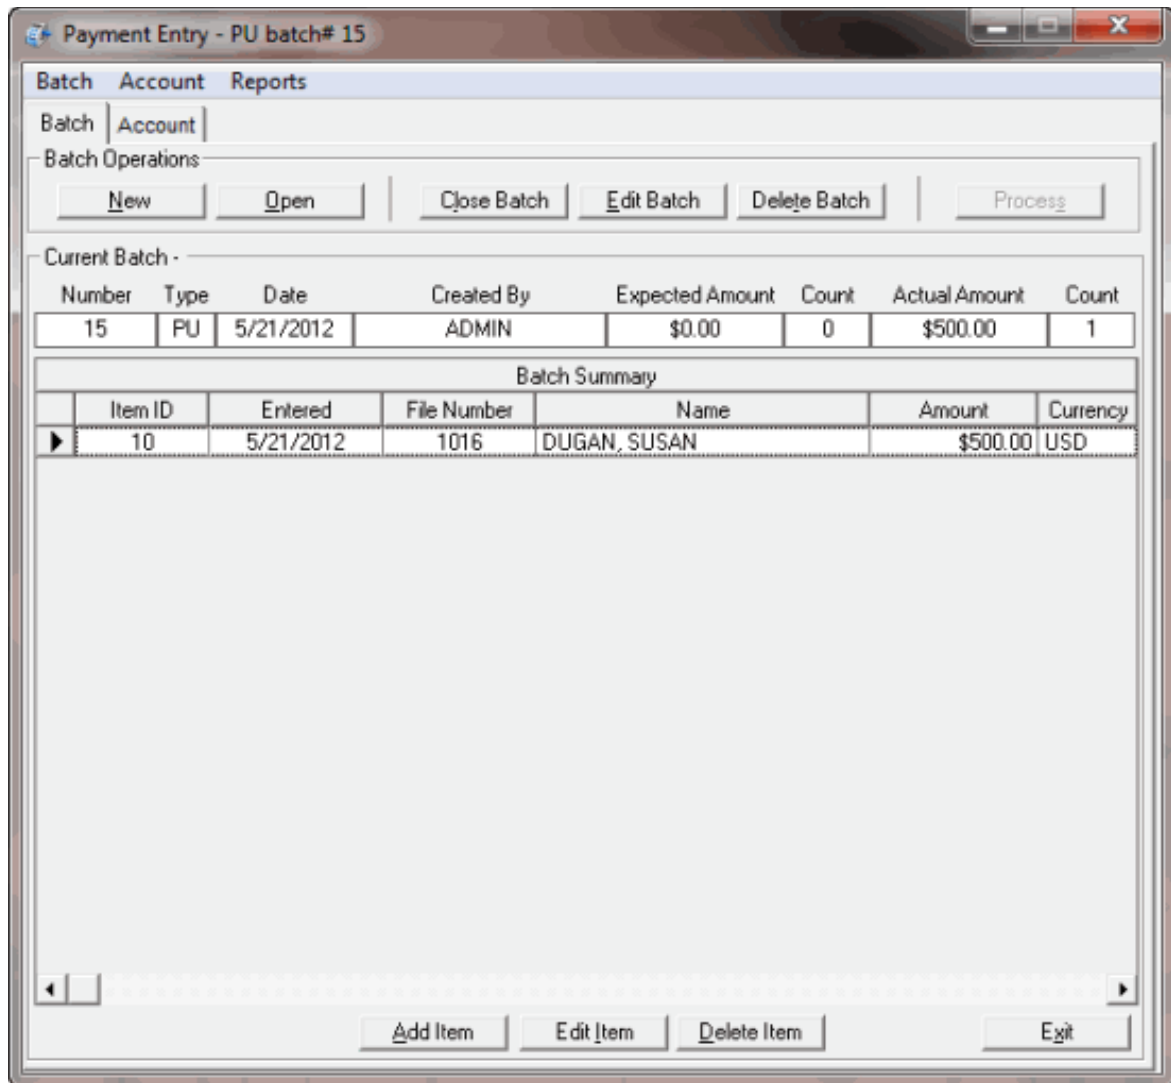 Payment Entry - PU batch# 15
Batch Account Reports
Batch Account
Batch Operations
New Open Close Batch Edit Batch Delete Batch Process
Current Batch -
Number Type Date Created By Expected Amount Count Actual Amount Count
15 PU 5/21/2012 ADMIN $0.00 0 $500.00 1
Batch Summary
Item ID Entered File Number Name Amount Currency
10 5/21/2012 1016 DUGAN, SUSAN $500.00 USD
Add Item Edit Item Delete Item Exit